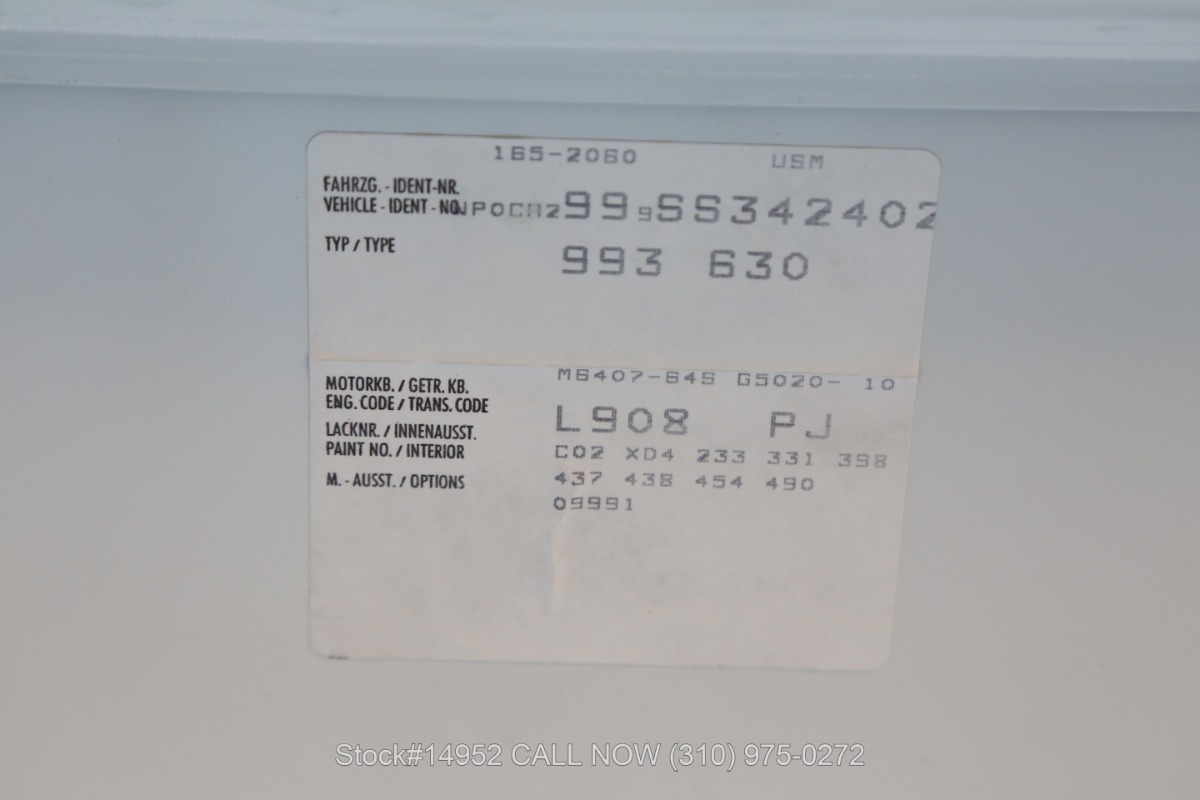 165-2060 USM
FAHRZG. - IDENT-NR.
VEHICLE - IDENT - NO. WP0CA2999SS342402
TYP / TYPE 993 630
MOTORKB. / GETR. KB. M6407-64S G5020- 10
ENG. CODE / TRANS. CODE
LACKNR. / INNENAUSST. L908 PJ
PAINT NO. / INTERIOR C02 XD4 233 331 398
M. - AUSST. / OPTIONS 437 438 454 490
09991
Stock#14952 CALL NOW (310) 975-0272